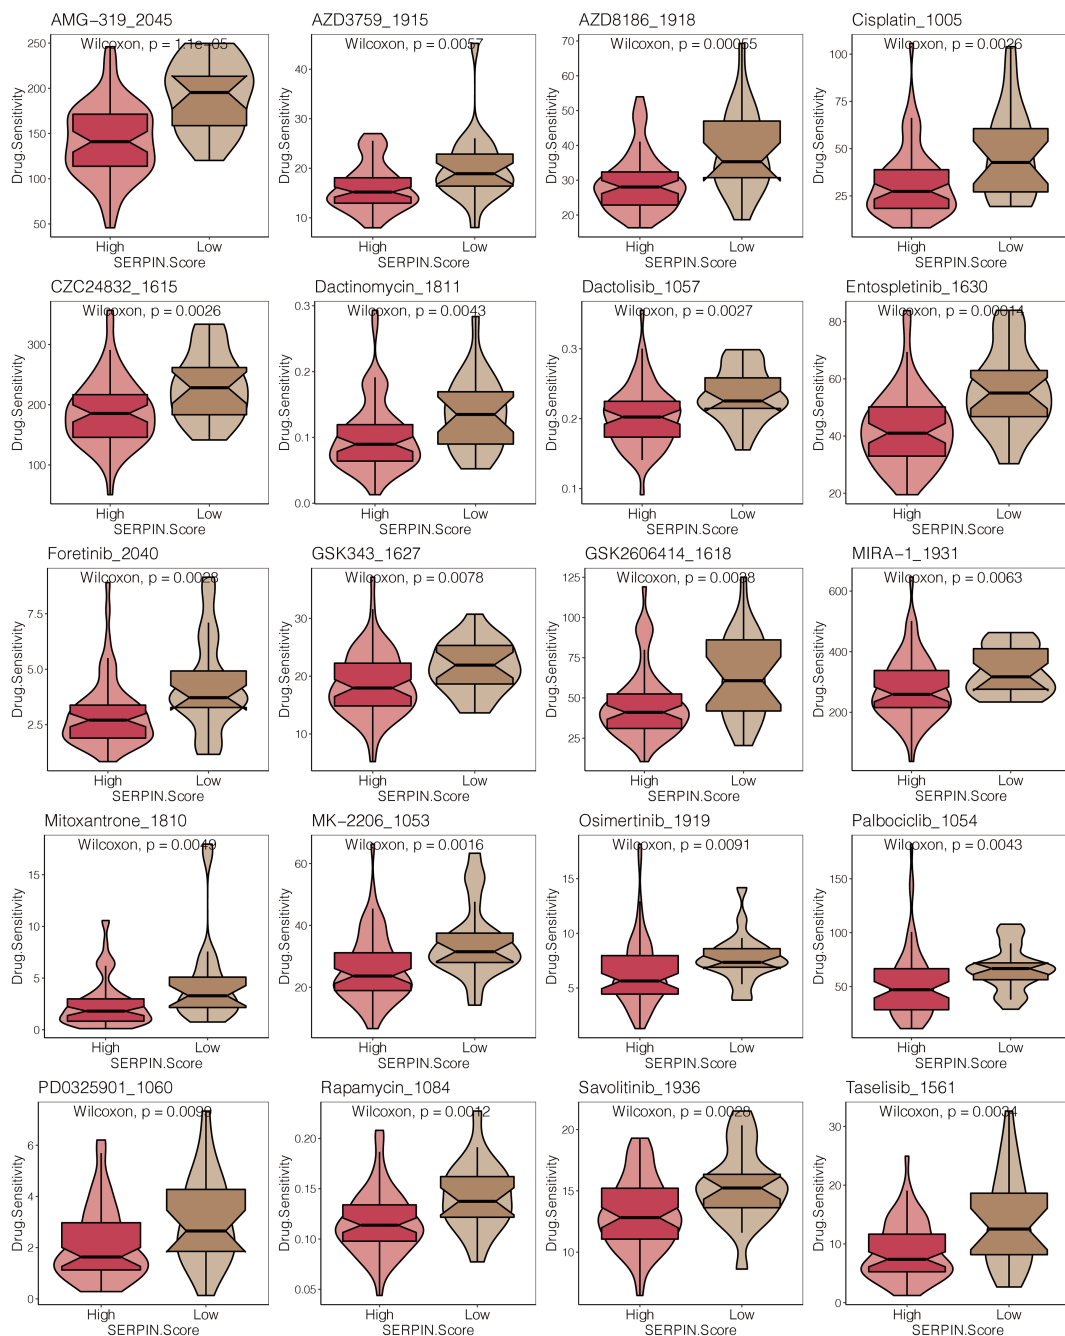 AMG-319_2045
AZD3759_1915
AZD8186_1918
Cisplatin_1005
Wilcoxon, p = 1.1e-05
Wilcoxon, p = 0.0057
Wilcoxon, p = 0.00055
Wilcoxon, p = 0.0026
Drug.Sensitivity
250
200
150
100
50
Drug.Sensitivity
40
30
20
10
Drug.Sensitivity
70
60
50
40
30
20
Drug.Sensitivity
100
75
50
25
High Low
High Low
High Low
High Low
SERPIN.Score
SERPIN.Score
SERPIN.Score
SERPIN.Score
CZC24832_1615
Dactinomycin_1811
Dactolisib_1057
Entospletinib_1630
Wilcoxon, p = 0.0026
Wilcoxon, p = 0.0043
Wilcoxon, p = 0.0027
Wilcoxon, p = 0.00014
Drug.Sensitivity
300
200
100
Drug.Sensitivity
0.3
0.2
0.1
0.0
Drug.Sensitivity
0.3
0.2
0.1
Drug.Sensitivity
80
60
40
20
High Low
High Low
High Low
High Low
SERPIN.Score
SERPIN.Score
SERPIN.Score
SERPIN.Score
Foretinib_2040
GSK343_1627
GSK2606414_1618
MIRA-1_1931
Wilcoxon, p =
Wilcoxon, p = 0.0078
Wilcoxon, p =
Wilcoxon, p = 0.0063
Drug.Sensitivity
7.5
5.0
2.5
Drug.Sensitivity
30
20
10
Drug.Sensitivity
125
100
75
50
25
Drug.Sensitivity
600
400
200
High Low
High Low
High Low
High Low
SERPIN.Score
SERPIN.Score
SERPIN.Score
SERPIN.Score
Mitoxantrone_1810
MK-2206_1053
Osimertinib_1919
Palbociclib_1054
Wilcoxon, p = 0.0049
Wilcoxon, p = 0.0016
Wilcoxon, p = 0.0091
Wilcoxon, p = 0.0043
Drug.Sensitivity
15
10
5
0
Drug.Sensitivity
60
40
20
Drug.Sensitivity
15
10
5
Drug.Sensitivity
150
100
50
High Low
High Low
High Low
High Low
SERPIN.Score
SERPIN.Score
SERPIN.Score
SERPIN.Score
PD0325901_1060
Rapamycin_1084
Savolitinib_1936
Taselisib_1561
Wilcoxon, p =
Wilcoxon, p = 0.0012
Wilcoxon, p = 0.0028
Wilcoxon, p = 0.0034
Drug.Sensitivity
6
4
2
0
Drug.Sensitivity
0.20
0.15
0.10
0.05
Drug.Sensitivity
20
15
10
Drug.Sensitivity
30
20
10
0
High Low
High Low
High Low
High Low
SERPIN.Score
SERPIN.Score
SERPIN.Score
SERPIN.Score